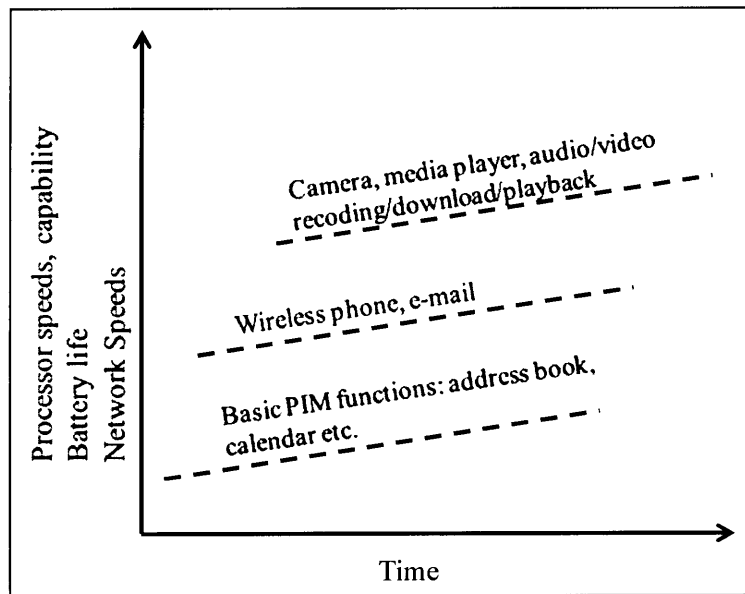 Camera, media player, audio/video
recoding/download/playback
Wireless phone, e-mail
Basic PIM functions: address book,
calendar etc.
Processor speeds, capability
Battery life
Network Speeds
Time